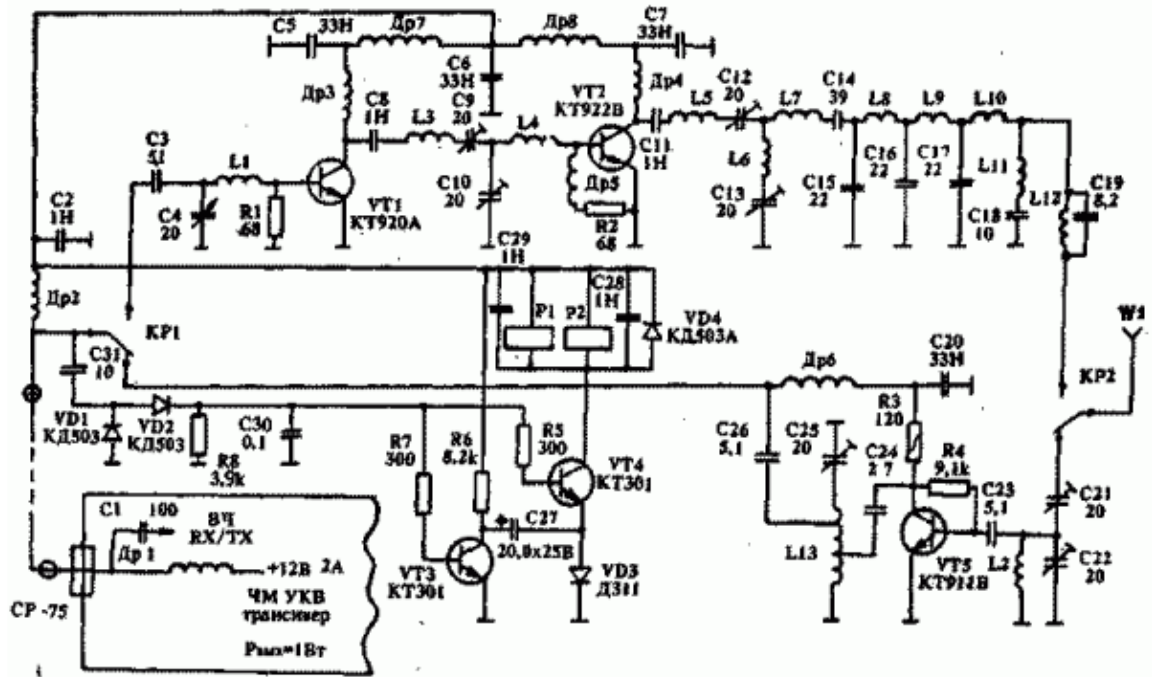 C5
33Н
Др7
Др8
C7
33Н
C6
33Н
Др3
C8
1Н
L3
C9
20
L4
VT2
КТ922В
Др4
C12
20
L5
L7
C14
39
L8
L9
L10
C3
51
L1
C11
1Н
L6
C2
1Н
C4
20
R1
68
VT1
КТ920А
C10
20
Др5
R2
68
C13
20
C15
22
C16
22
C17
22
L11
C18
10
L12
C19
8,2
C29
1Н
Др2
КР1
P1
P2
C28
1Н
VD4
КД503А
W1
C31
10
Др6
C20
33Н
КР2
VD1
КД503
VD2
КД503
R8
3,9k
C30
0,1
R7
300
R6
8,2k
R5
300
VT4
КТ301
C26
5,1
C25
20
C24
2 7
R3
120
R4
9,1k
C23
5,1
C21
20
C1
100
ВЧ
RX/TX
C27
20,0x25В
L13
L2
C22
20
Др 1
+12В 2А
VT3
КТ301
VD3
Д311
VT5
СР -75
ЧМ УКВ
трансивер
Рвых=1Вт